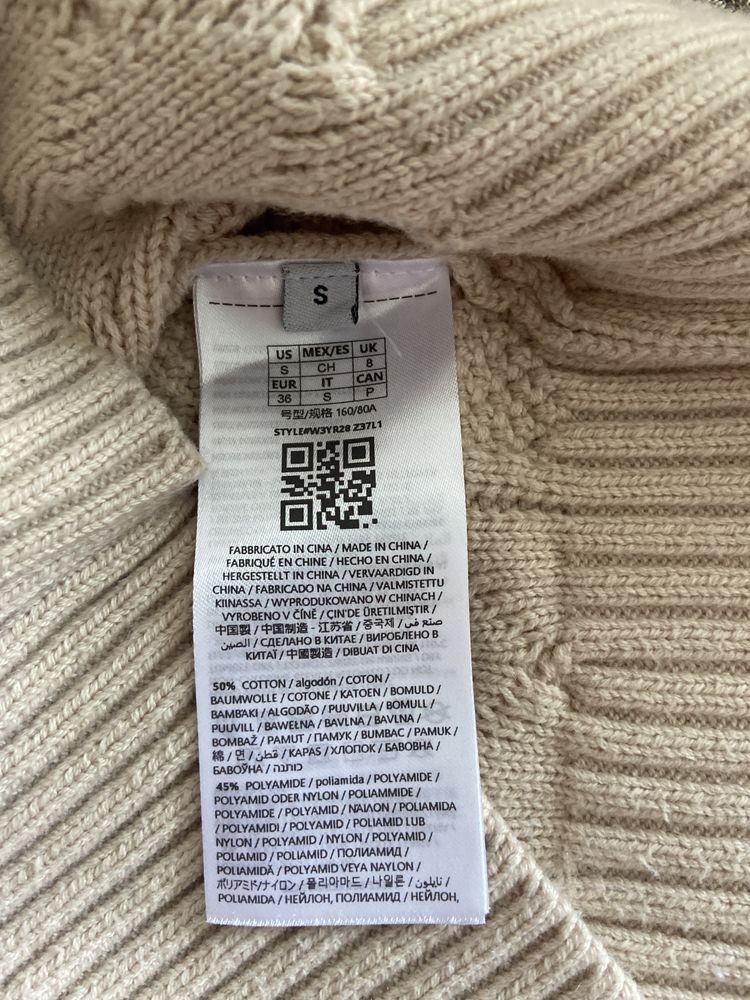 S
US MEX/ES UK
S CH 8
EUR IT CAN
36 S P
号型/规格 160/80A
STYLE#W3YR28 Z37L1
FABBRICATO IN CINA / MADE IN CHINA /
FABRIQUÉ EN CHINE / HECHO EN CHINA /
HERGESTELLT IN CHINA / VERVAARDIGD IN
CHINA / FABRICADO NA CHINA / VALMISTETTU
KIINASSA / WYPRODUKOWANO W CHINACH /
VYROBENO V ČÍNĚ / ÇIN'DE ÜRETILMIŞTIR /
中国製 / 中国制造 - 江苏省 / 중국제 / صنع في
الصين / СДЕЛАНО В КИТАЕ / ВИРОБЛЕНО В
КИТАЇ / 中國製造 / DIBUAT DI CINA
50% COTTON / algodón / COTON /
BAUMWOLLE / COTONE / KATOEN / BOMULD /
BAMBAKI / ALGODÃO / PUUVILLA / BOMULL /
PUUVILL / BAWEŁNA / BAVLNA / BAVLNA /
BOMBAŽ / PAMUT / ПАМУК / BUMBAC / PAMUK /
綿 / 면 / قطن / KAPAS / ХЛОПОК / БАВОВНА /
БАВОЎНА / כותנה
45% POLYAMIDE / poliamida / POLYAMIDE /
POLYAMID ODER NYLON / POLIAMMIDE /
POLYAMIDE / POLYAMID / NÁILON / POLIAMIDA
/ POLYAMIDI / POLYAMID / POLIAMID LUB
NYLON / POLYAMID / NYLON / POLYAMID /
POLIAMID / POLIAMID / ПОЛИАМИД /
POLIAMIDĂ / POLYAMID VEYA NAYLON /
ポリアミド/ナイロン / 폴리아마드 / 나일론 / نايلون /
POLIAMIDA / НЕЙЛОН, ПОЛИАМИД / НЕЙЛОН,